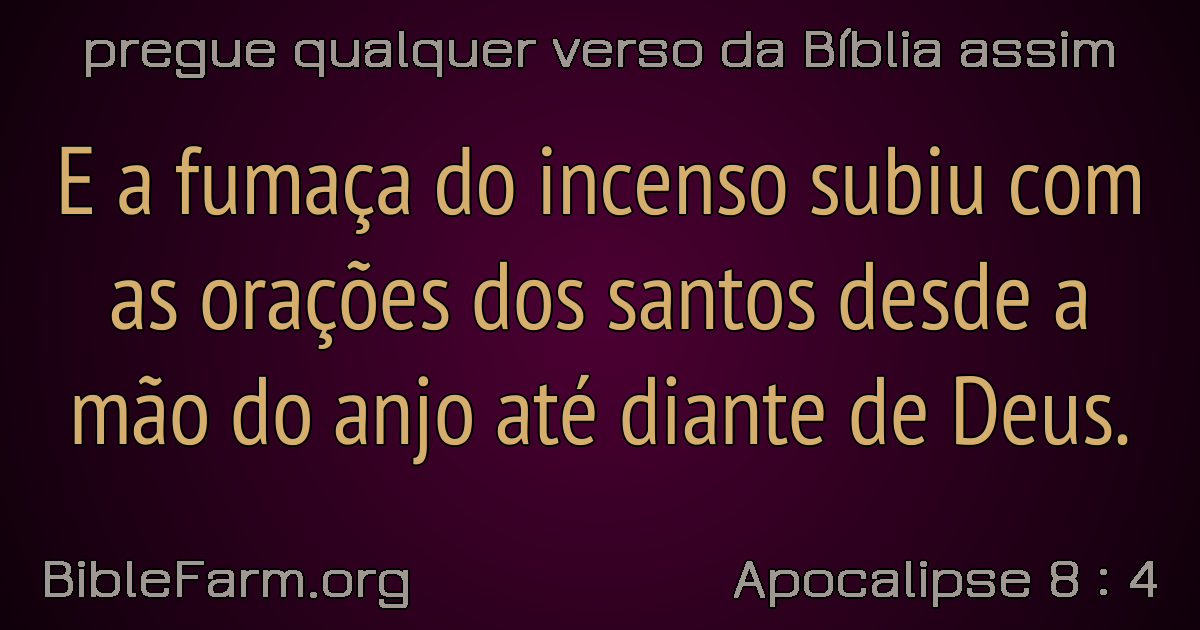 pregue qualquer verso da Bíblia assim
E a fumaça do incenso subiu com
as orações dos santos desde a
mão do anjo até diante de Deus.
BibleFarm.org
Apocalipse 8 : 4